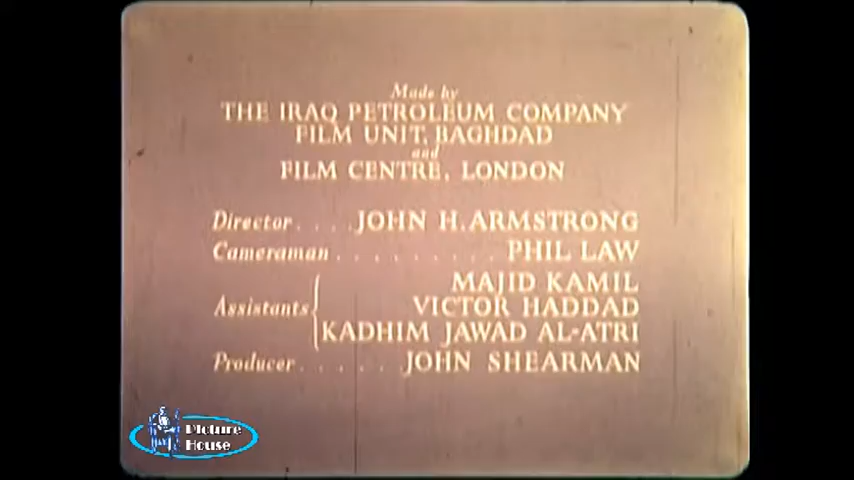 Made by
THE IRAQ PETROLEUM COMPANY
FILM UNIT, BAGHDAD
and
FILM CENTRE, LONDON
Director. . . . JOHN H. ARMSTRONG
Cameraman . . . . . . . . . . PHIL LAW
Assistants { MAJID KAMIL
VICTOR HADDAD
KADHIM JAWAD AL-ATRI
Producer . . . . . . JOHN SHEARMAN
Picture
House